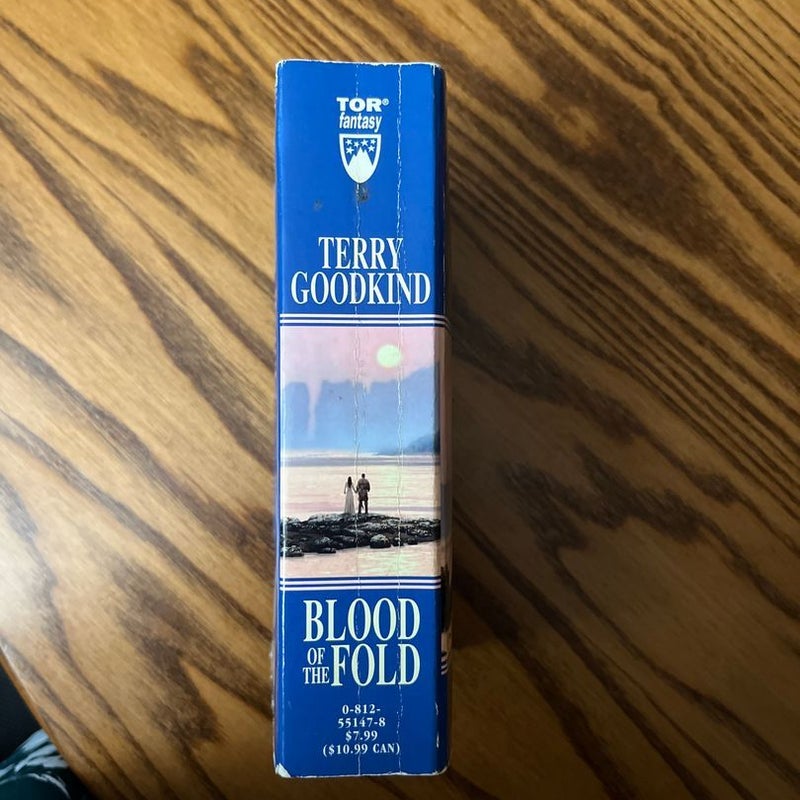 TOR®
fantasy
TERRY
GOODKIND
BLOOD
OF
THE FOLD
0-812-
55147-8
$7.99
($10.99 CAN)